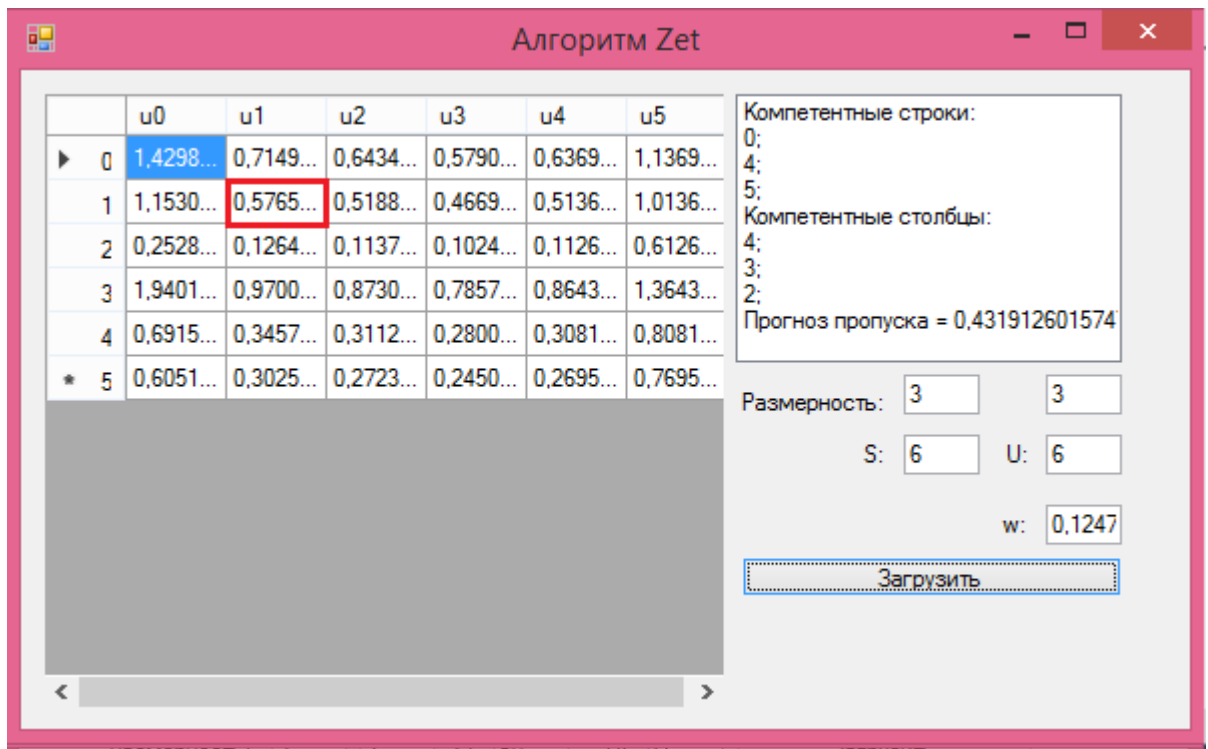 Алгоритм Zet
u0 u1 u2 u3 u4 u5
0 1,4298... 0,7149... 0,6434... 0,5790... 0,6369... 1,1369...
1 1,1530... 0,5765... 0,5188... 0,4669... 0,5136... 1,0136...
2 0,2528... 0,1264... 0,1137... 0,1024... 0,1126... 0,6126...
3 1,9401... 0,9700... 0,8730... 0,7857... 0,8643... 1,3643...
4 0,6915... 0,3457... 0,3112... 0,2800... 0,3081... 0,8081...
* 5 0,6051... 0,3025... 0,2723... 0,2450... 0,2695... 0,7695...
Компетентные строки:
0;
4;
5;
Компетентные столбцы:
4;
3;
2;
Прогноз пропуска = 0,431912601574
Размерность: 3 3
S: 6 U: 6
w: 0,1247
Загрузить